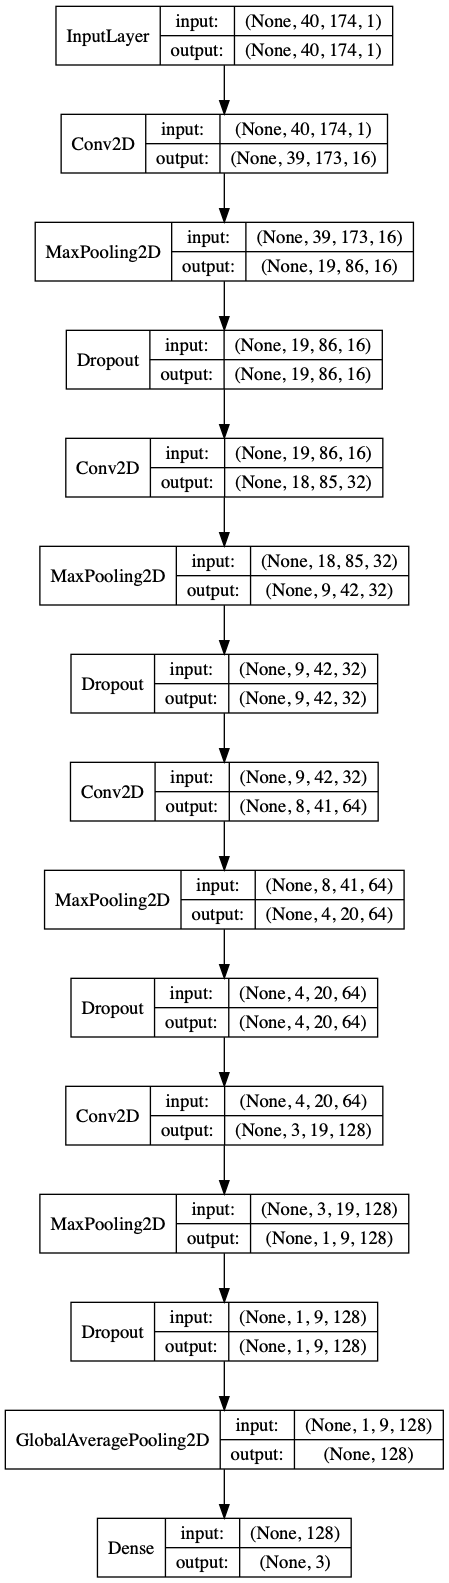 InputLayer
input: (None, 40, 174, 1)
output: (None, 40, 174, 1)
Conv2D
input: (None, 40, 174, 1)
output: (None, 39, 173, 16)
MaxPooling2D
input: (None, 39, 173, 16)
output: (None, 19, 86, 16)
Dropout
input: (None, 19, 86, 16)
output: (None, 19, 86, 16)
Conv2D
input: (None, 19, 86, 16)
output: (None, 18, 85, 32)
MaxPooling2D
input: (None, 18, 85, 32)
output: (None, 9, 42, 32)
Dropout
input: (None, 9, 42, 32)
output: (None, 9, 42, 32)
Conv2D
input: (None, 9, 42, 32)
output: (None, 8, 41, 64)
MaxPooling2D
input: (None, 8, 41, 64)
output: (None, 4, 20, 64)
Dropout
input: (None, 4, 20, 64)
output: (None, 4, 20, 64)
Conv2D
input: (None, 4, 20, 64)
output: (None, 3, 19, 128)
MaxPooling2D
input: (None, 3, 19, 128)
output: (None, 1, 9, 128)
Dropout
input: (None, 1, 9, 128)
output: (None, 1, 9, 128)
GlobalAveragePooling2D
input: (None, 1, 9, 128)
output: (None, 128)
Dense
input: (None, 128)
output: (None, 3)